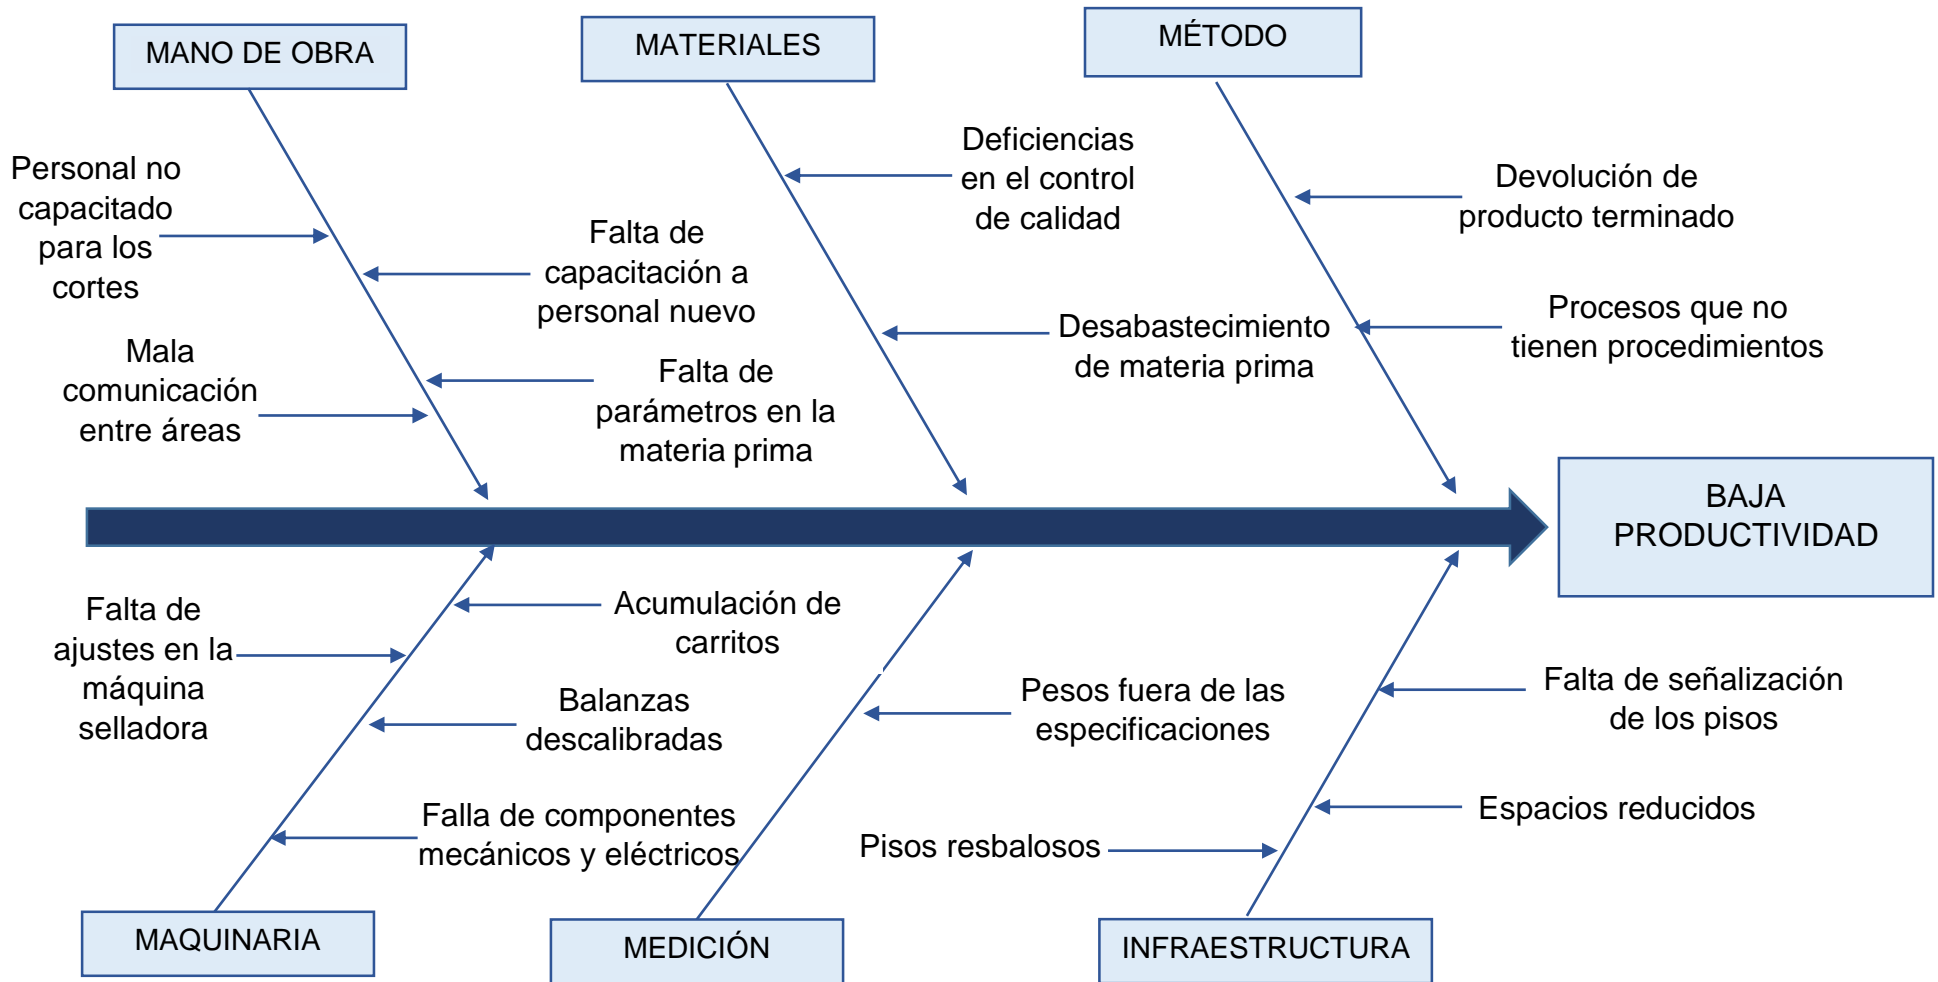 MANO DE OBRA
MATERIALES
MÉTODO
Personal no
capacitado
para los
cortes
Falta de
capacitación a
personal nuevo
Mala
comunicación
entre áreas
Falta de
parámetros en la
materia prima
Deficiencias
en el control
de calidad
Desabastecimiento
de materia prima
Devolución de
producto terminado
Procesos que no
tienen procedimientos
BAJA
PRODUCTIVIDAD
Falta de
ajustes en la
máquina
selladora
Acumulación de
carritos
Balanzas
descalibradas
Falla de componentes
mecánicos y eléctricos
Pesos fuera de las
especificaciones
Pisos resbalosos
Falta de señalización
de los pisos
Espacios reducidos
MAQUINARIA
MEDICIÓN
INFRAESTRUCTURA